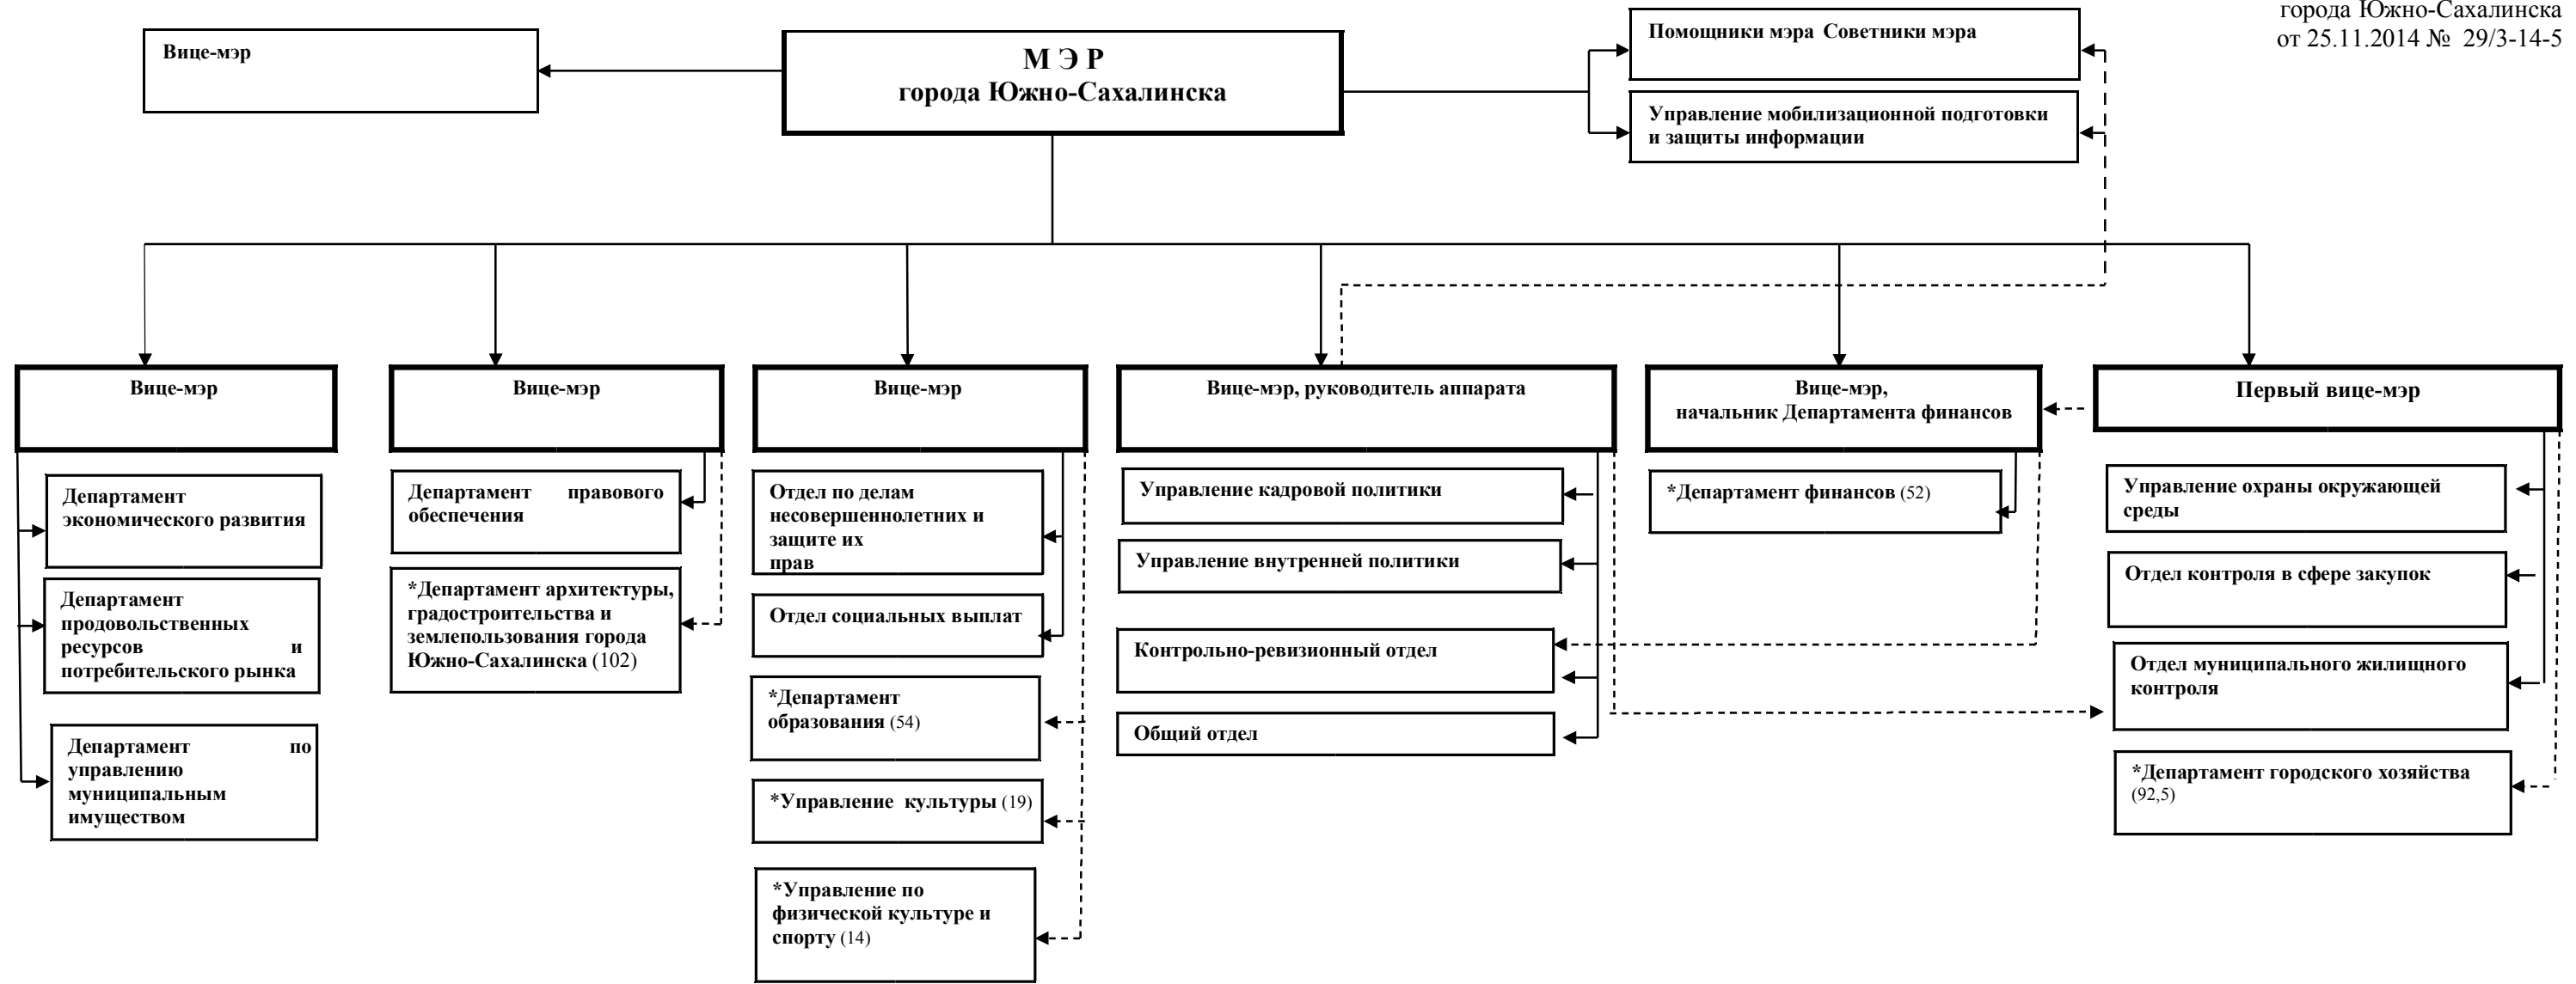 города Южно-Сахалинска
от 25.11.2014 № 29/3-14-5
Вице-мэр
М Э Р
города Южно-Сахалинска
Помощники мэра Советники мэра
Управление мобилизационной подготовки
и защиты информации
Вице-мэр
Вице-мэр
Вице-мэр
Вице-мэр, руководитель аппарата
Вице-мэр,
начальник Департамента финансов
Первый вице-мэр
Департамент
экономического развития
Департамент
продовольственных
ресурсов и
потребительского рынка
Департамент по
управлению
муниципальным
имуществом
Департамент правового
обеспечения
*Департамент архитектуры,
градостроительства и
землепользования города
Южно-Сахалинска (102)
Отдел по делам
несовершеннолетних и
защите их
прав
Отдел социальных выплат
*Департамент
образования (54)
*Управление культуры (19)
*Управление по
физической культуре и
спорту (14)
Управление кадровой политики
Управление внутренней политики
Контрольно-ревизионный отдел
Общий отдел
*Департамент финансов (52)
Управление охраны окружающей
среды
Отдел контроля в сфере закупок
Отдел муниципального жилищного
контроля
*Департамент городского хозяйства
(92,5)